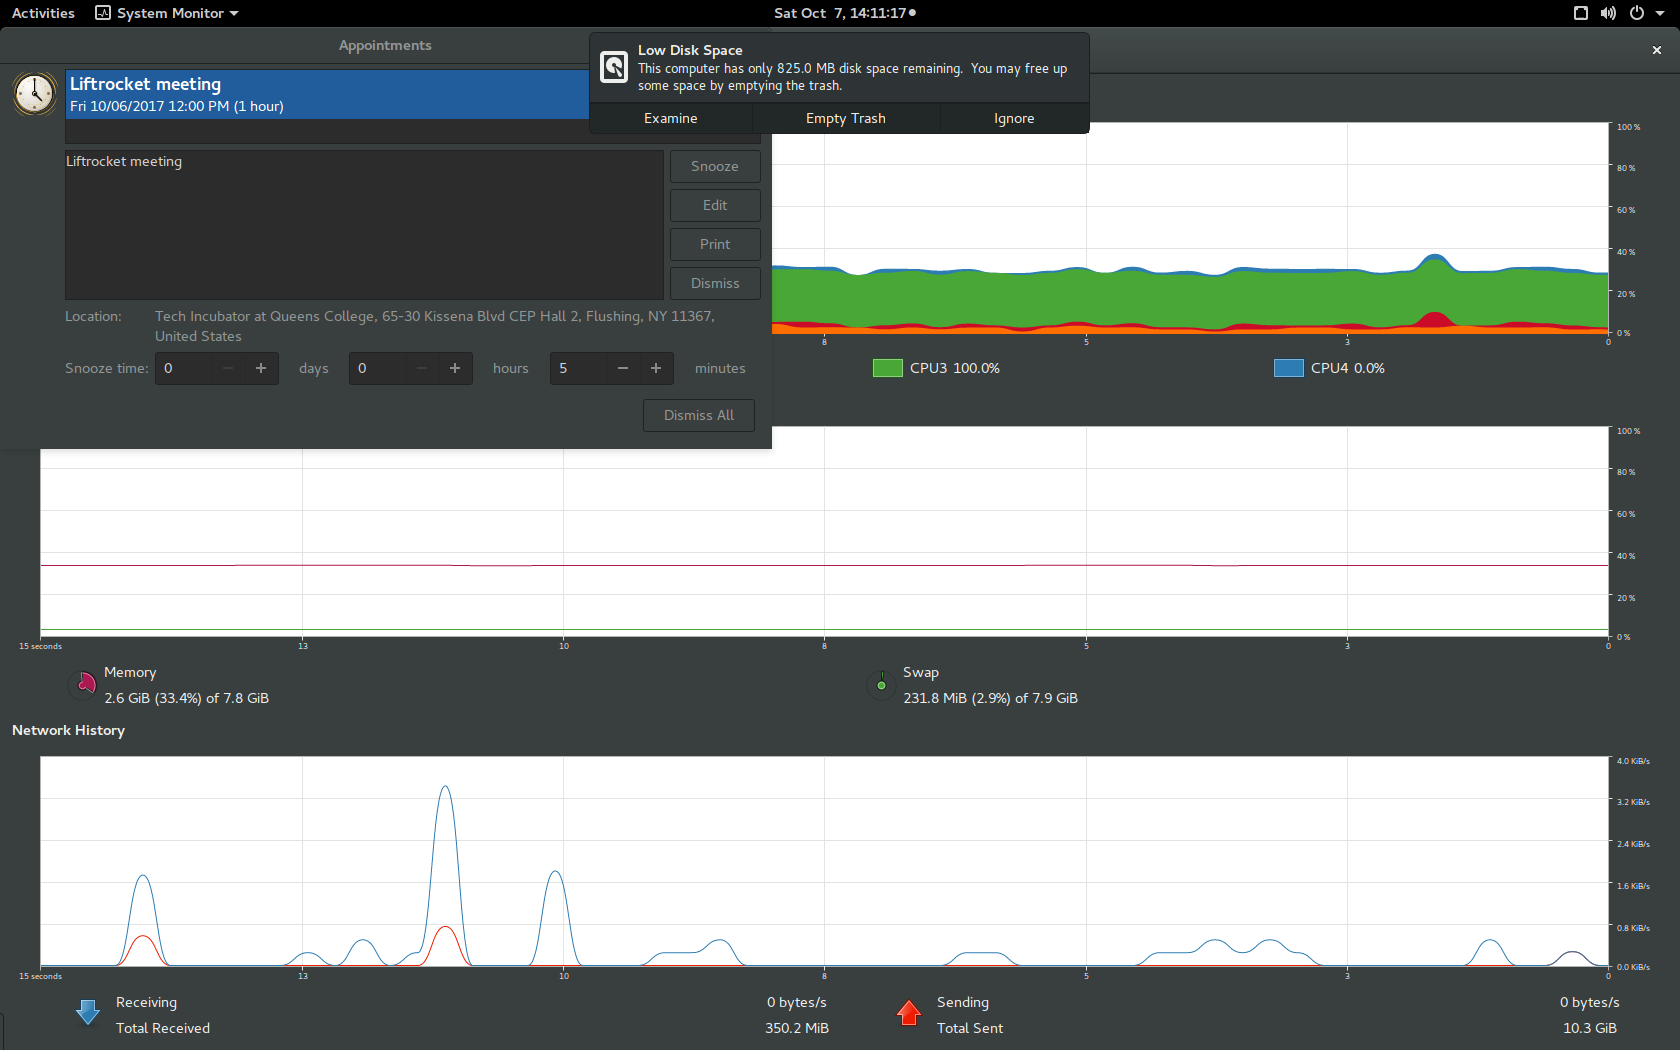 Activities
System Monitor
Sat Oct 7, 14:11:17
Appointments
Low Disk Space
This computer has only 825.0 MB disk space remaining. You may free up
some space by emptying the trash.
Examine
Empty Trash
Ignore
Liftrocket meeting
Fri 10/06/2017 12:00 PM (1 hour)
Liftrocket meeting
Snooze
Edit
Print
Dismiss
Location:
Tech Incubator at Queens College, 65-30 Kissena Blvd CEP Hall 2, Flushing, NY 11367,
United States
Snooze time:
0
days
0
hours
5
minutes
Dismiss All
100 %
80 %
60 %
40 %
20 %
0 %
8
5
3
0
CPU3 100.0%
CPU4 0.0%
100 %
80 %
60 %
40 %
20 %
0 %
15 seconds
13
10
8
5
3
0
Memory
2.6 GiB (33.4%) of 7.8 GiB
Swap
231.8 MiB (2.9%) of 7.9 GiB
Network History
4.0 KiB/s
3.2 KiB/s
2.4 KiB/s
1.6 KiB/s
0.8 KiB/s
0.0 KiB/s
15 seconds
13
10
8
5
3
0
Receiving
0 bytes/s
Total Received
350.2 MiB
Sending
0 bytes/s
Total Sent
10.3 GiB